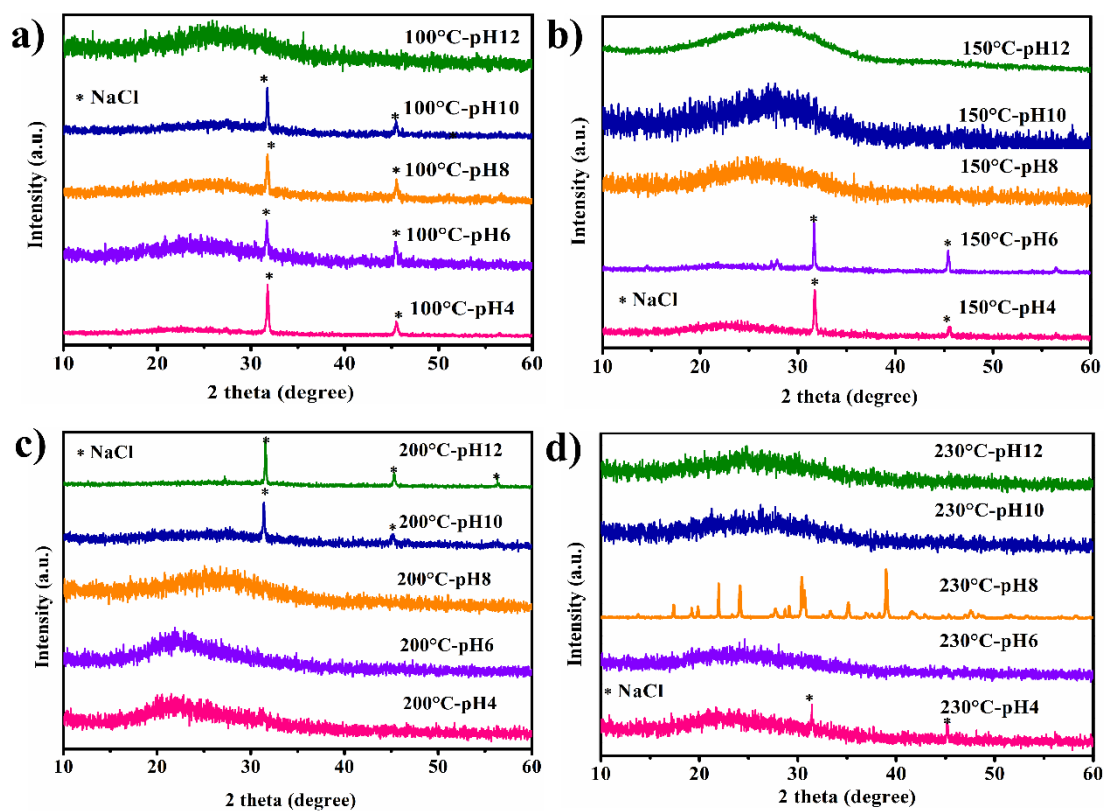 a)
100°C-pH12
* NaCl
*
100°C-pH10
*
*
100°C-pH8
*
*
100°C-pH6
*
*
100°C-pH4
*
Intensity (a.u.)
10 20 30 40 50 60
2 theta (degree)
b)
150°C-pH12
150°C-pH10
150°C-pH8
*
150°C-pH6
*
* NaCl
*
150°C-pH4
*
Intensity (a.u.)
10 20 30 40 50 60
2 theta (degree)
c)
* NaCl
200°C-pH12
*
*
*
200°C-pH10
*
200°C-pH8
200°C-pH6
200°C-pH4
Intensity (a.u.)
10 20 30 40 50 60
2 theta (degree)
d)
230°C-pH12
230°C-pH10
230°C-pH8
230°C-pH6
* NaCl
*
230°C-pH4
*
Intensity (a.u.)
10 20 30 40 50 60
2 theta (degree)